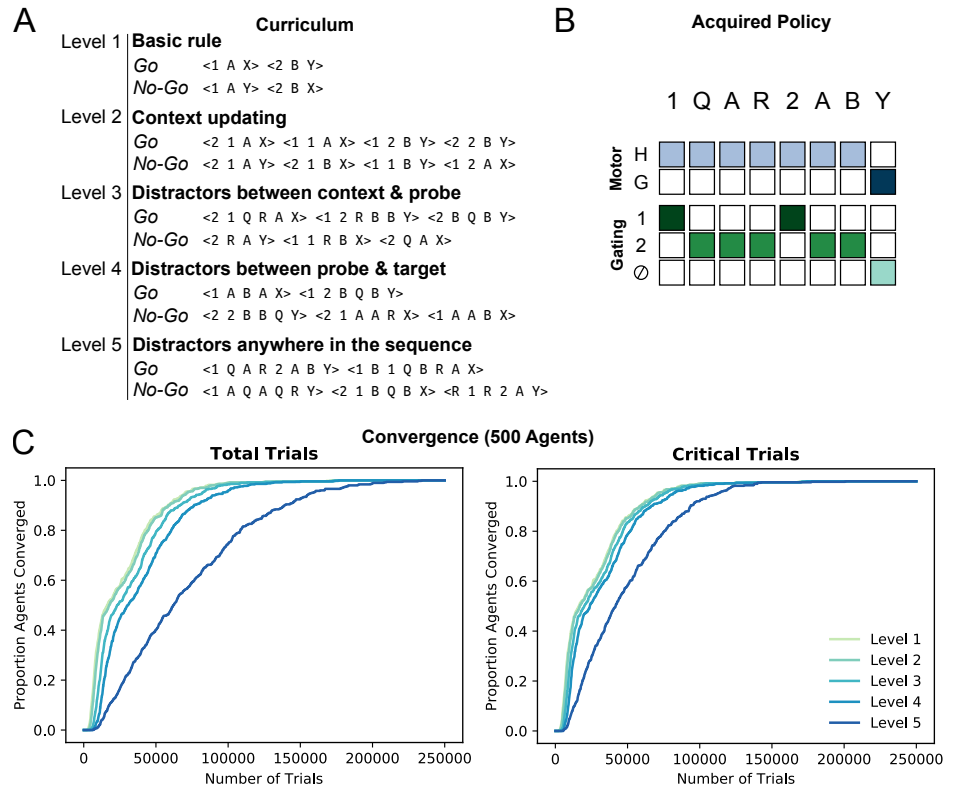 A
Curriculum
Level 1 Basic rule
Go <1 A X> <2 B Y>
No-Go <1 A Y> <2 B X>
Level 2 Context updating
Go <2 1 A X> <1 1 A X> <1 2 B Y> <2 2 B Y>
No-Go <2 1 A Y> <2 1 B X> <1 1 B Y> <1 2 A X>
Level 3 Distractors between context & probe
Go <2 1 Q R A X> <1 2 R B B Y> <2 B Q B Y>
No-Go <2 R A Y> <1 1 R B X> <2 Q A X>
Level 4 Distractors between probe & target
Go <1 A B A X> <1 2 B Q B Y>
No-Go <2 2 B B Q Y> <2 1 A A R X> <1 A A B X>
Level 5 Distractors anywhere in the sequence
Go <1 Q A R 2 A B Y> <1 B 1 Q B R A X>
No-Go <1 A Q A Q R Y> <2 1 B Q B X> <R 1 R 2 A Y>
B
Acquired Policy
1 Q A R 2 A B Y
Motor
H
G
Gating
1
2
∅
C
Convergence (500 Agents)
Total Trials
Proportion Agents Converged
1.0
0.8
0.6
0.4
0.2
0.0
0 50000 100000 150000 200000 250000
Number of Trials
Critical Trials
Proportion Agents Converged
1.0
0.8
0.6
0.4
0.2
0.0
Level 1
Level 2
Level 3
Level 4
Level 5
0 50000 100000 150000 200000 250000
Number of Trials